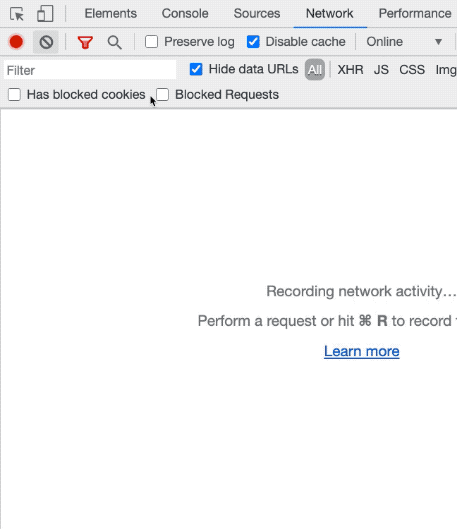 Elements Console Sources Network Performance
Preserve log Disable cache Online
Filter Hide data URLs All XHR JS CSS Img
Has blocked cookies Blocked Requests
Recording network activity…
Perform a request or hit ⌘ R to record
Learn more